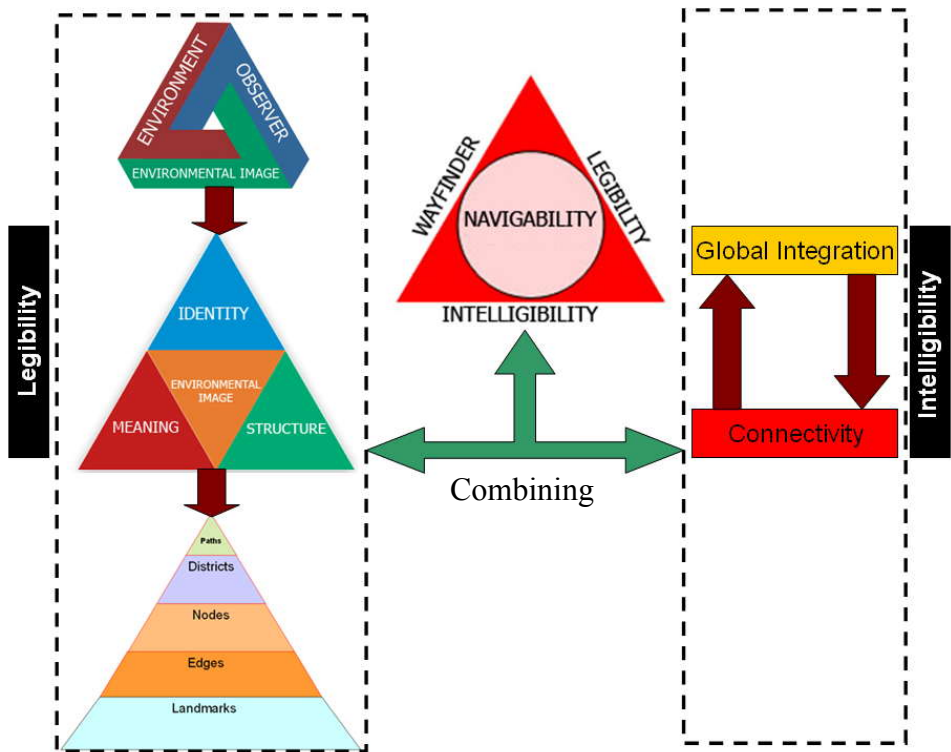 Legibility
ENVIRONMENT
OBSERVER
ENVIRONMENTAL IMAGE
IDENTITY
ENVIRONMENTAL
IMAGE
MEANING
STRUCTURE
Paths
Districts
Nodes
Edges
Landmarks
WAYFINDER
LEGIBILITY
NAVIGABILITY
INTELLIGIBILITY
Combining
Global Integration
Connectivity
Intelligibility